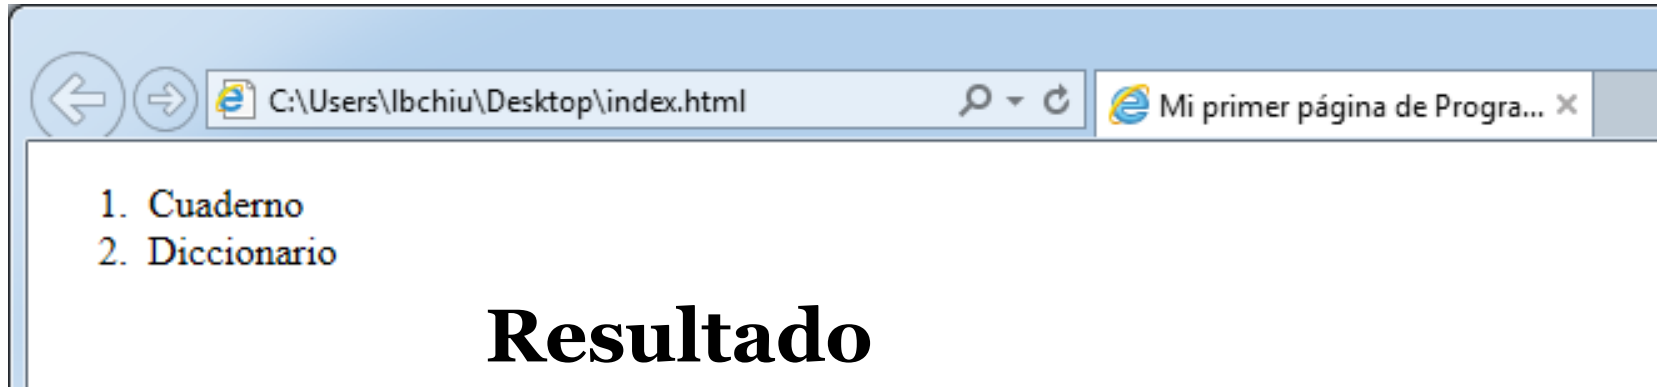 C:\Users\lbchiu\Desktop\index.html
Mi primer página de Progra...
1. Cuaderno
2. Diccionario
Resultado